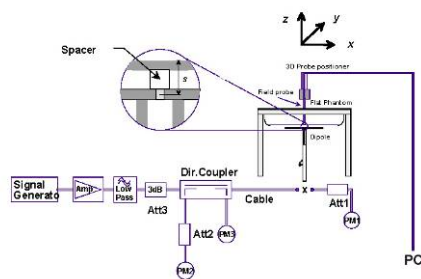 z
y
x
Spacer
s
3D Probe positioner
Field probe
Flat Phantom
Dipole
Signal
Generato
Amp
Low
Pass
3dB
Att3
Dir.Coupler
Cable
x
Att1
PM1
Att2
PM3
PM2
PC